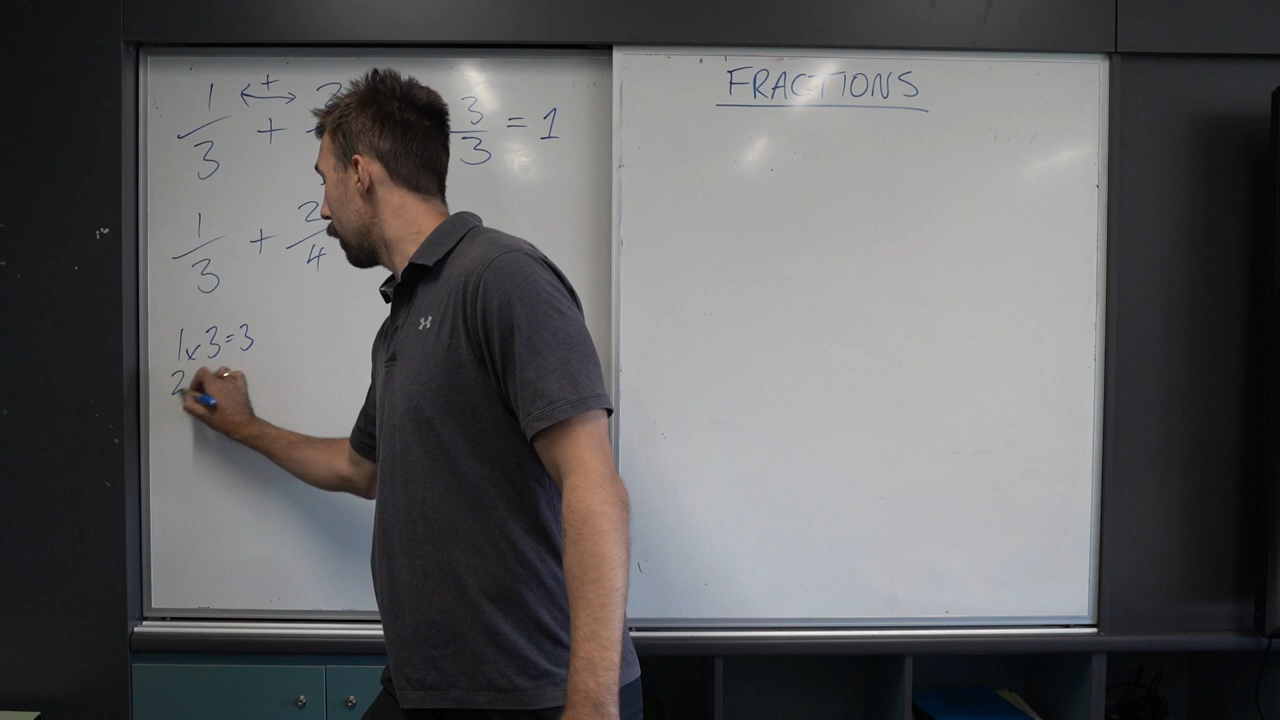 FRACTIONS
+
1/3 + 3/3 = 1
1/3 + 2/4
1x3=3
2